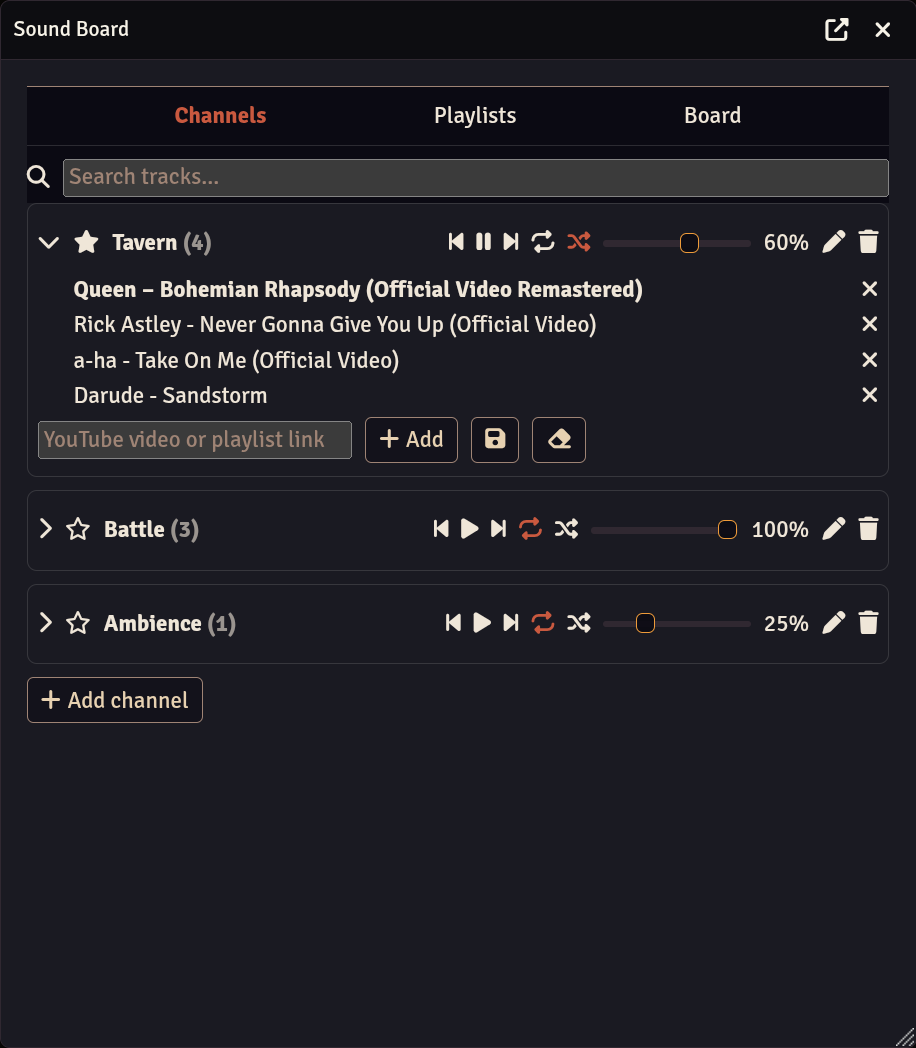 Sound Board
Channels Playlists Board
Search tracks...
Tavern (4) 60%
Queen – Bohemian Rhapsody (Official Video Remastered)
Rick Astley - Never Gonna Give You Up (Official Video)
a-ha - Take On Me (Official Video)
Darude - Sandstorm
YouTube video or playlist link Add
Battle (3) 100%
Ambience (1) 25%
Add channel